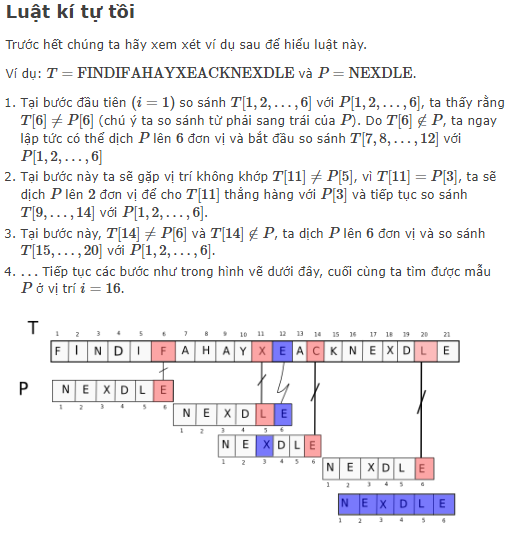 Luật kí tự tồi
Trước hết chúng ta hãy xem xét ví dụ sau để hiểu luật này.
Ví dụ: T = FINDIFAHAYXEACKNEXDLE và P = NEXDLE.
1. Tại bước đầu tiên (i = 1) so sánh T[1, 2, . . . , 6] với P[1, 2, . . . , 6], ta thấy rằng
T[6] ≠ P[6] (chú ý ta so sánh từ phải sang trái của P). Do T[6] ∉ P, ta ngay
lập tức có thể dịch P lên 6 đơn vị và bắt đầu so sánh T[7, 8, . . . , 12] với
P[1, 2, . . . , 6]
2. Tại bước này ta sẽ gặp vị trí không khớp T[11] ≠ P[5], vì T[11] = P[3], ta sẽ
dịch P lên 2 đơn vị để cho T[11] thẳng hàng với P[3] và tiếp tục so sánh
T[9, . . . , 14] với P[1, 2, . . . , 6].
3. Tại bước này, T[14] ≠ P[6] và T[14] ∉ P, ta dịch P lên 6 đơn vị và so sánh
T[15, . . . , 20] với P[1, 2, . . . , 6].
4. . . . Tiếp tục các bước như trong hình vẽ dưới đây, cuối cùng ta tìm được mẫu
P ở vị trí i = 16.
T
1 2 3 4 5 6 7 8 9 10 11 12 13 14 15 16 17 18 19 20 21
F I N D I F A H A Y X E A C K N E X D L E
P
N E X D L E
1 2 3 4 5 6
N E X D L E
1 2 3 4 5 6
N E X D L E
1 2 3 4 5 6
N E X D L E
1 2 3 4 5 6
N E X D L E
1 2 3 4 5 6